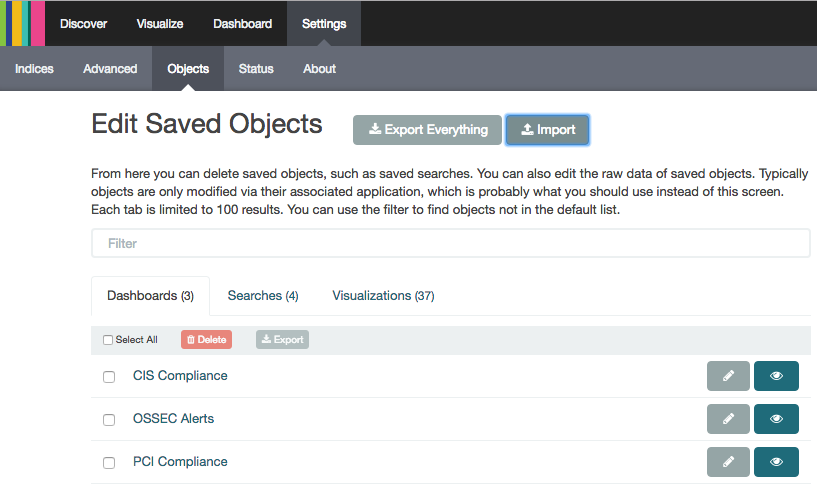 Discover Visualize Dashboard Settings
Indices Advanced Objects Status About
Edit Saved Objects Export Everything Import
From here you can delete saved objects, such as saved searches. You can also edit the raw data of saved objects. Typically
objects are only modified via their associated application, which is probably what you should use instead of this screen.
Each tab is limited to 100 results. You can use the filter to find objects not in the default list.
Filter
Dashboards (3) Searches (4) Visualizations (37)
Select All Delete Export
CIS Compliance
OSSEC Alerts
PCI Compliance